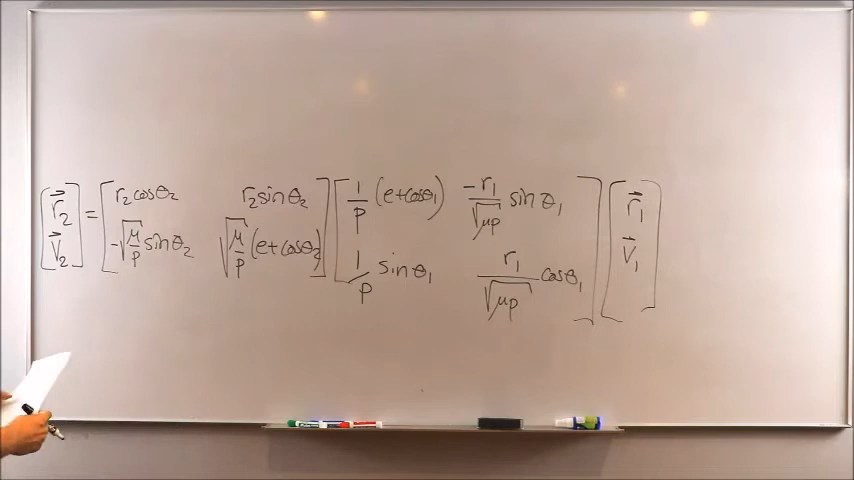 [r⃗₂ ; v⃗₂] = [r₂cosθ₂  r₂sinθ₂ ; -√(μ/p) sinθ₂  √(μ/p)(e+cosθ₂)] [1/p (e+cosθ₁)  -r₁/√(μp) sinθ₁ ; 1/p sinθ₁  r₁/√(μp) cosθ₁] [r⃗₁ ; v⃗₁]